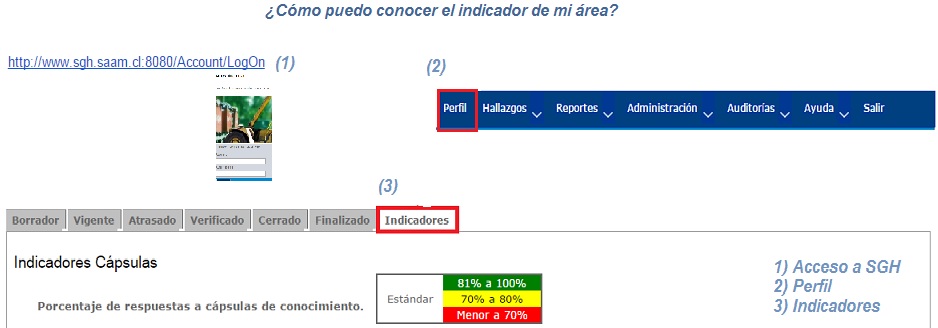 ¿Cómo puedo conocer el indicador de mi área?
http://www.sgh.saam.cl:8080/Account/LogOn (1)
(2)
Perfil Hallazgos Reportes Administración Auditorías Ayuda Salir
(3)
Borrador Vigente Atrasado Verificado Cerrado Finalizado Indicadores
Indicadores Cápsulas
Porcentaje de respuestas a cápsulas de conocimiento.
Estándar
81% a 100%
70% a 80%
Menor a 70%
1) Acceso a SGH
2) Perfil
3) Indicadores